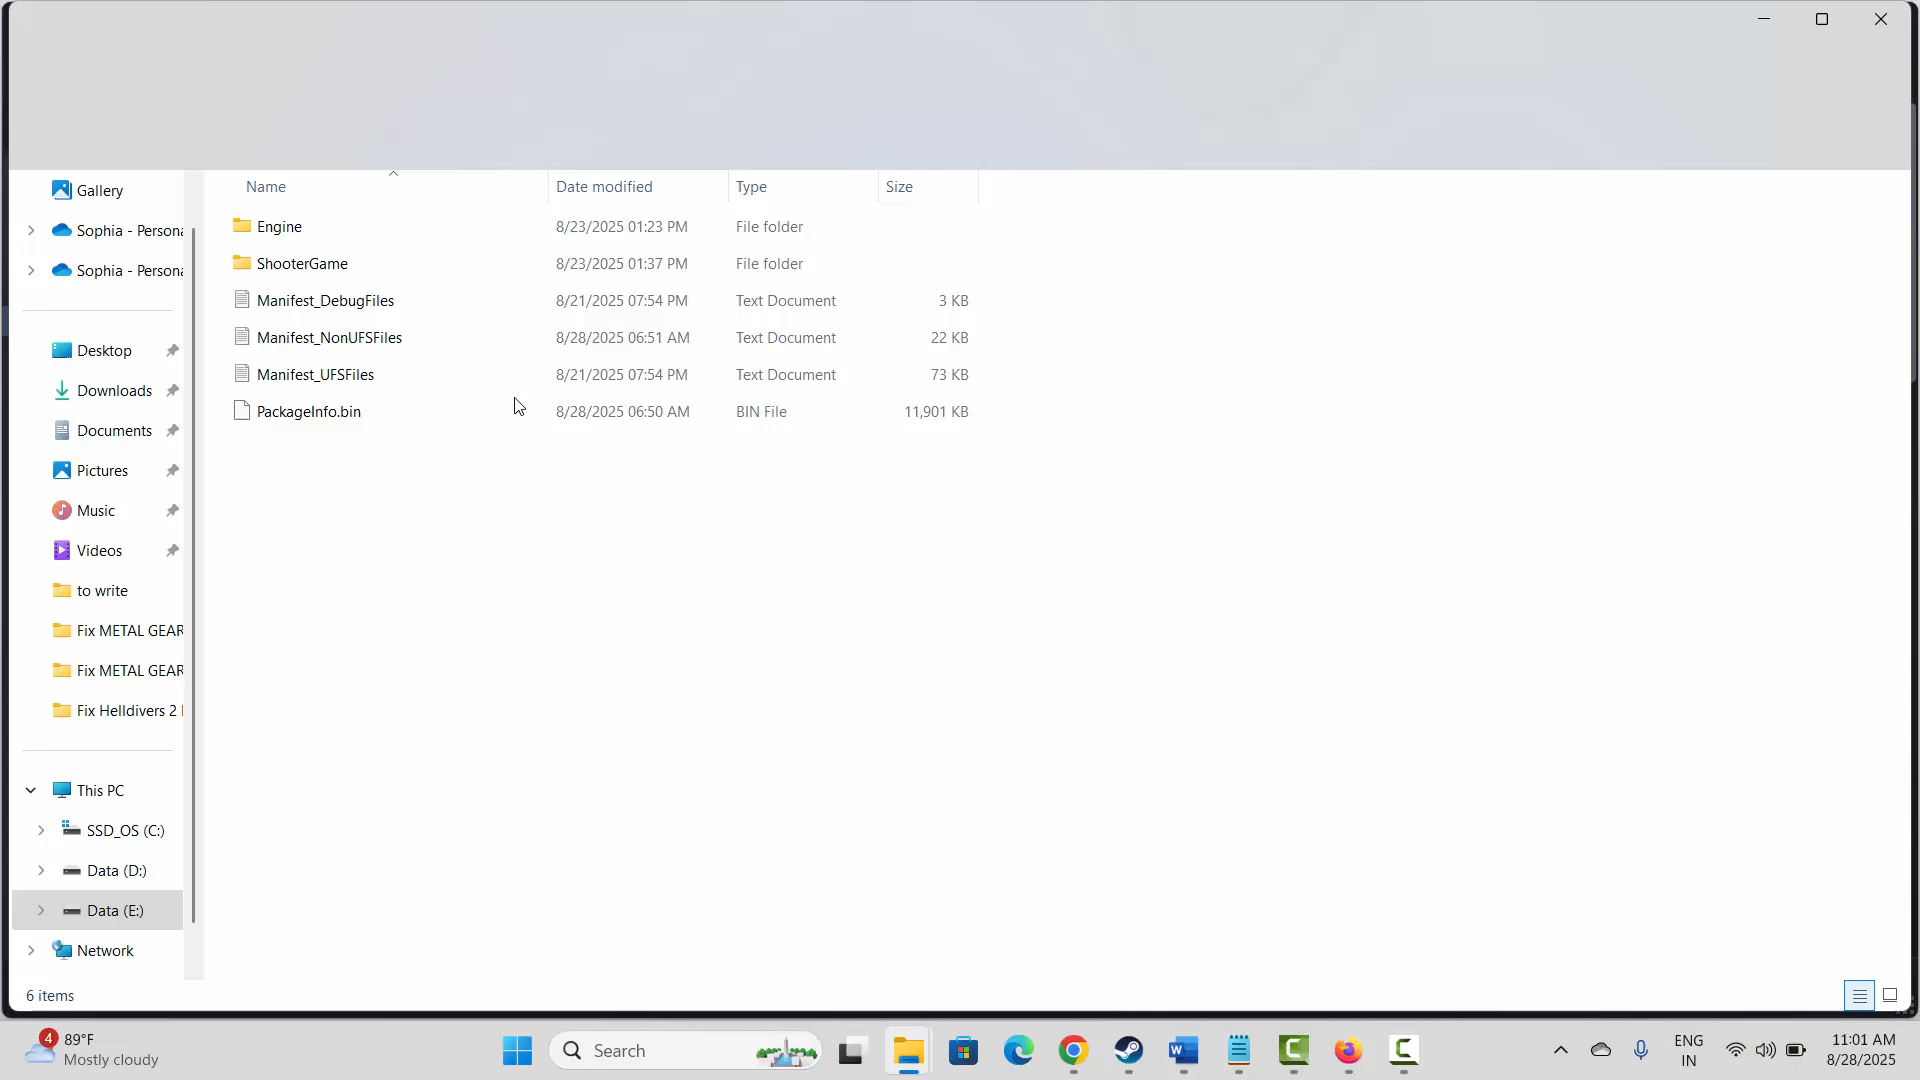 Name Date modified Type Size
Engine 8/23/2025 01:23 PM File folder
ShooterGame 8/23/2025 01:37 PM File folder
Manifest_DebugFiles 8/21/2025 07:54 PM Text Document 3 KB
Manifest_NonUFSFiles 8/28/2025 06:51 AM Text Document 22 KB
Manifest_UFSFiles 8/21/2025 07:54 PM Text Document 73 KB
PackageInfo.bin 8/28/2025 06:50 AM BIN File 11,901 KB
Gallery
Sophia - Persona
Sophia - Persona
Desktop
Downloads
Documents
Pictures
Music
Videos
to write
Fix METAL GEAR
Fix METAL GEAR
Fix Helldivers 2
This PC
SSD_OS (C:)
Data (D:)
Data (E:)
Network
6 items
4
89°F
Mostly cloudy
Search
ENG
IN
11:01 AM
8/28/2025